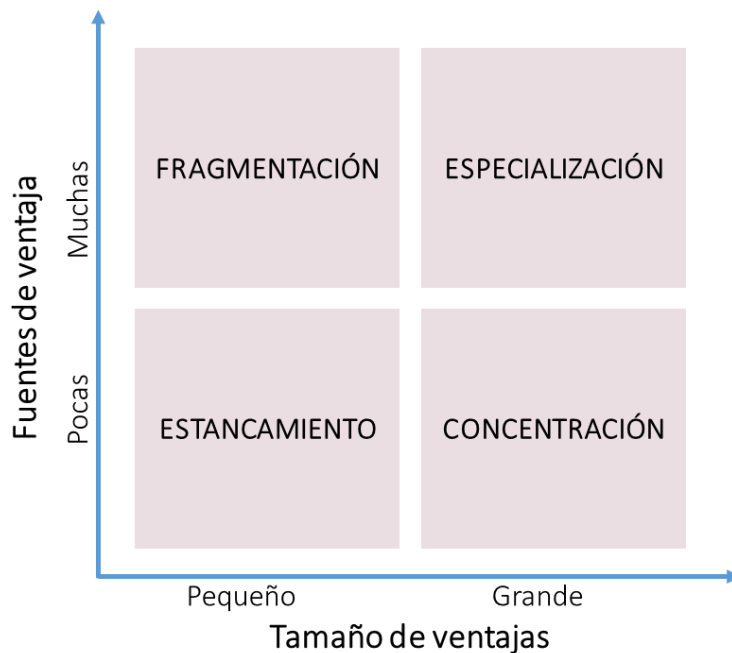 Fuentes de ventaja
Muchas
Pocas
FRAGMENTACIÓN
ESPECIALIZACIÓN
ESTANCAMIENTO
CONCENTRACIÓN
Pequeño
Grande
Tamaño de ventajas